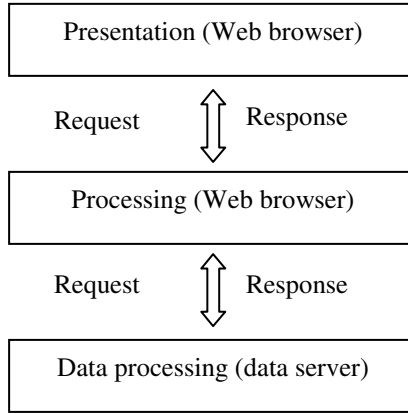 Presentation (Web browser)
Request
Response
Processing (Web browser)
Request
Response
Data processing (data server)